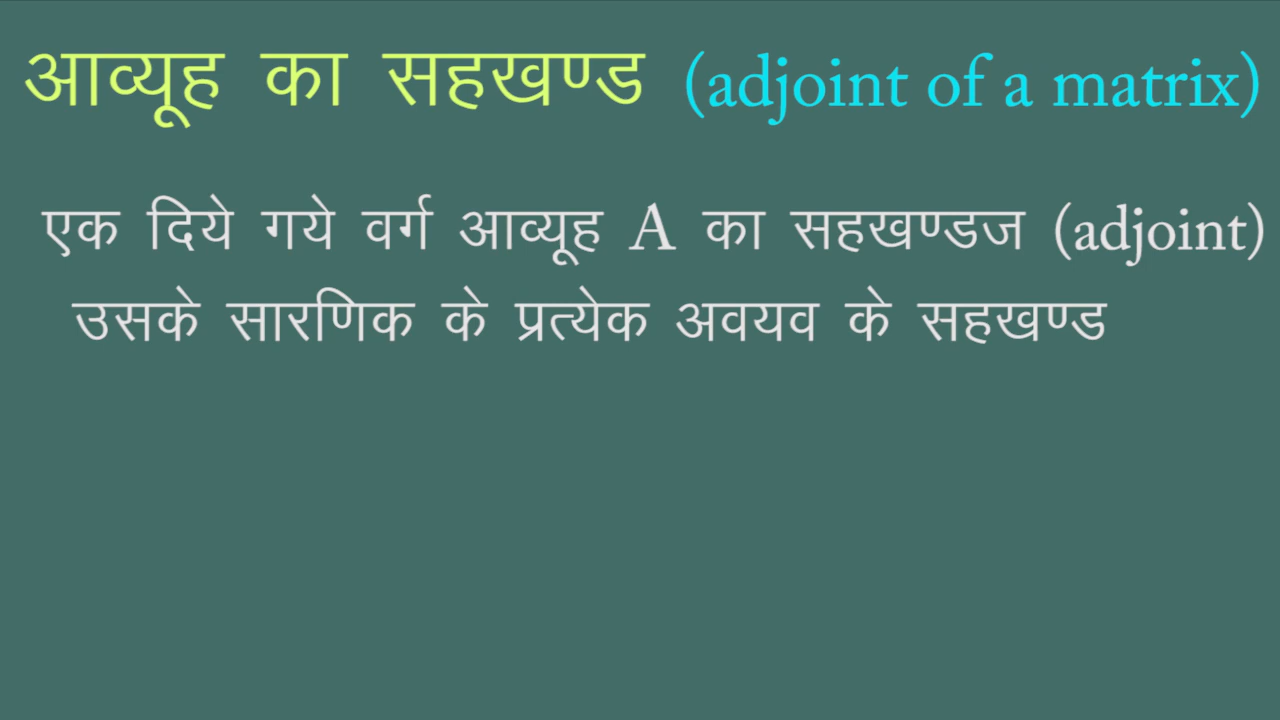 आव्यूह का सहखण्ड (adjoint of a matrix)
एक दिये गये वर्ग आव्यूह A का सहखण्डज (adjoint)
उसके सारणिक के प्रत्येक अवयव के सहखण्ड